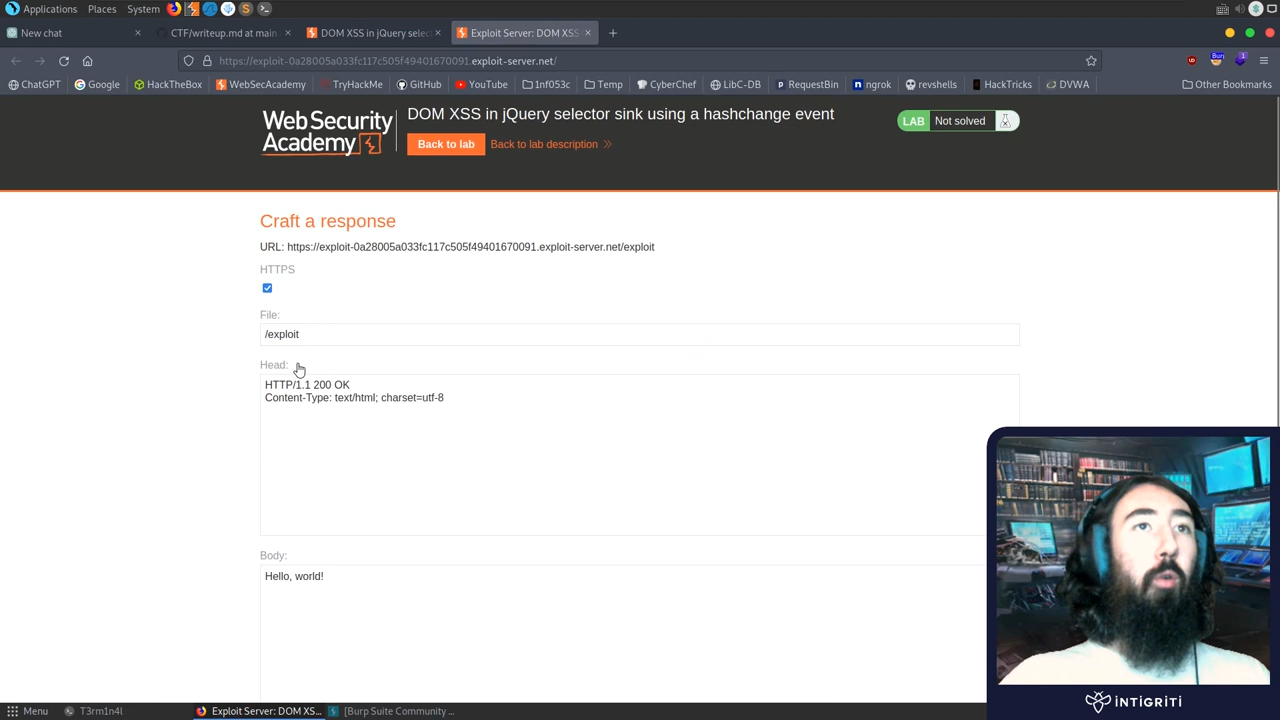 Applications Places System
New chat
CTF/writeup.md at main
DOM XSS in jQuery selec
Exploit Server: DOM XSS
https://exploit-0a28005a033fc117c505f49401670091.exploit-server.net/
ChatGPT Google HackTheBox WebSecAcademy TryHackMe GitHub YouTube 1nf053c Temp CyberChef LibC-DB RequestBin ngrok revshells HackTricks DVWA Other Bookmarks
WebSecurity
Academy
DOM XSS in jQuery selector sink using a hashchange event
LAB Not solved
Back to lab Back to lab description
Craft a response
URL: https://exploit-0a28005a033fc117c505f49401670091.exploit-server.net/exploit
HTTPS
File:
/exploit
Head:
HTTP/1.1 200 OK
Content-Type: text/html; charset=utf-8
Body:
Hello, world!
INTIGRITI
Menu T3rm1n4l Exploit Server: DOM XS... [Burp Suite Community ...